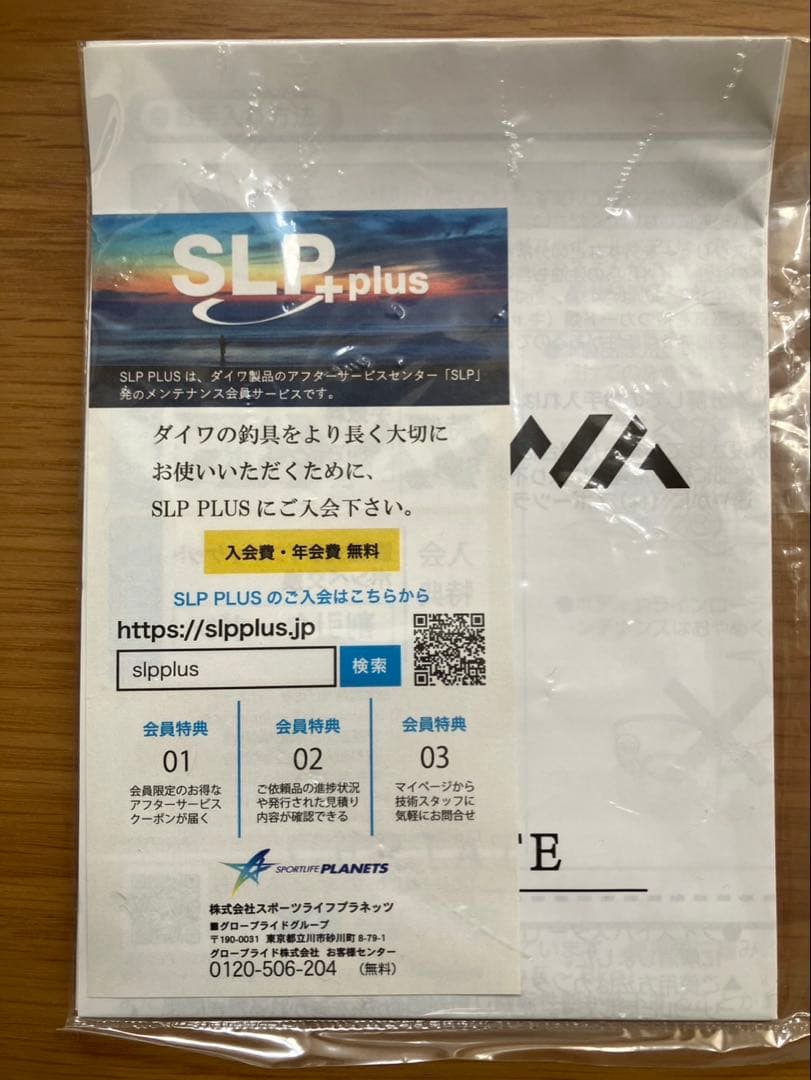 SLP+plus
SLP PLUS は、ダイワ製品のアフターサービスセンター「SLP」
発のメンテナンス会員サービスです。
ダイワの釣具をより長く大切に
お使いいただくために、
SLP PLUS にご入会下さい。
入会費・年会費 無料
SLP PLUS のご入会はこちらから
https://slpplus.jp
slpplus 検索
会員特典
01
会員限定のお得な
アフターサービス
クーポンが届く
会員特典
02
ご依頼品の進捗状況
や発行された見積り
内容が確認できる
会員特典
03
マイページから
技術スタッフに
気軽にお問合せ
SPORTLIFE PLANETS
株式会社スポーツライフプラネッツ
■グローブライドグループ
〒190-0031 東京都立川市砂川町 8-79-1
グローブライド株式会社 お客様センター
0120-506-204 （無料）
TE